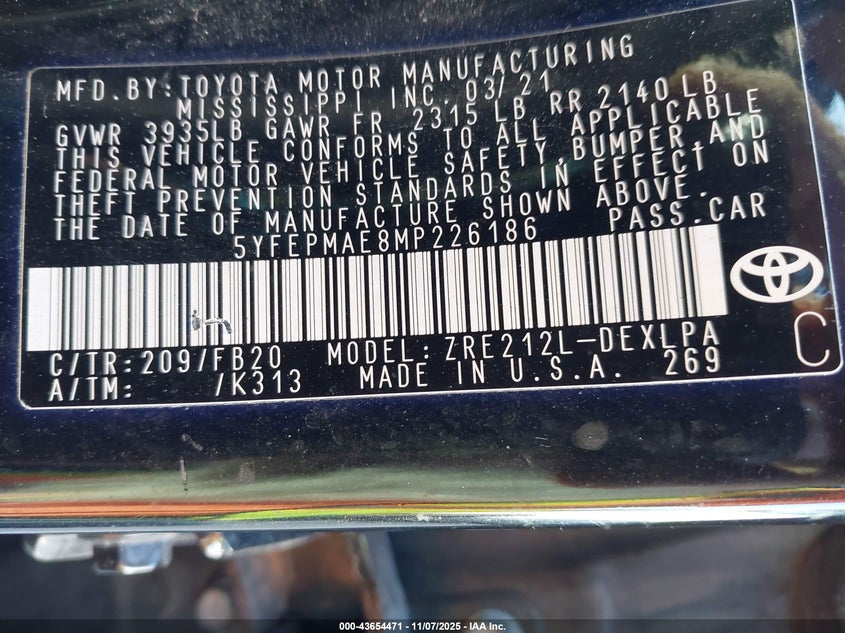 MFD.BY:TOYOTA MOTOR MANUFACTURING
MISSISSIPPI INC. 03/21
GVWR 3935LB GAWR FR 2315 LB RR 2140 LB
THIS VEHICLE CONFORMS TO ALL APPLICABLE
FEDERAL MOTOR VEHICLE SAFETY,BUMPER,AND
THEFT PREVENTION STANDARDS IN EFFECT ON
THE DATE OF MANUFACTURE SHOWN ABOVE.
5YFEPMAE8MP226186 PASS.CAR
C/TR:209/FB20 MODEL:ZRE212L-DEXLPA
A/TM: /K313 MADE IN U.S.A. 269
C
000-43654471 - 11/07/2025 - IAA Inc.